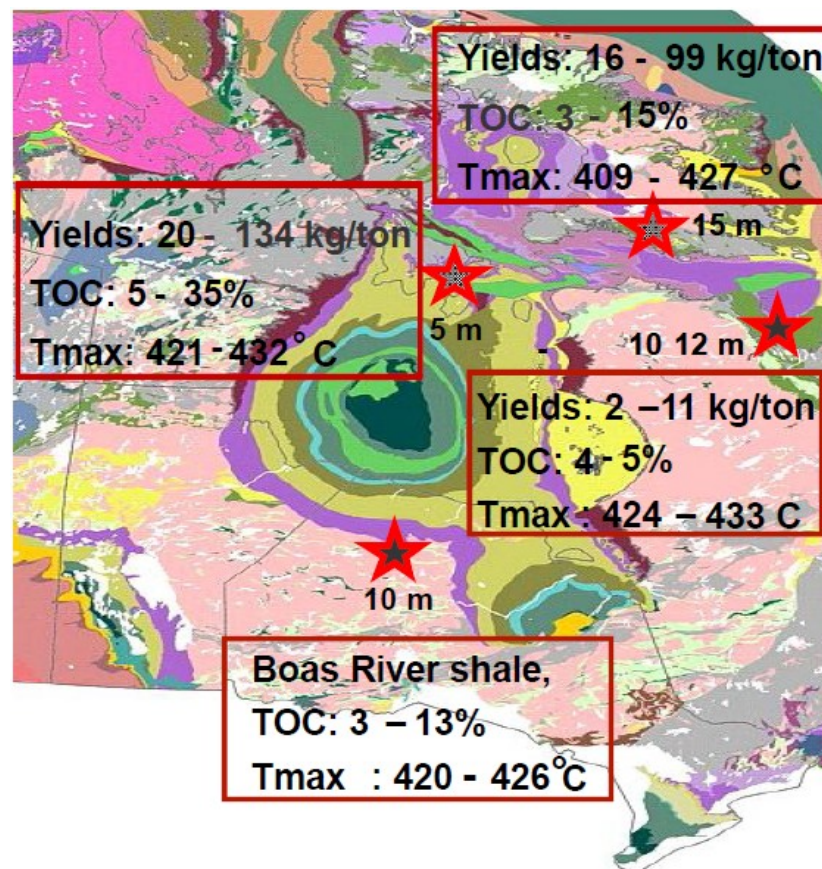 Yields: 16 - 99 kg/ton
TOC: 3 - 15%
Tmax: 409 - 427 °C
15 m
Yields: 20 - 134 kg/ton
TOC: 5 - 35%
Tmax: 421 - 432°C
5 m
-
10 12 m
Yields: 2 – 11 kg/ton
TOC: 4 - 5%
Tmax : 424 – 433 C
10 m
Boas River shale,
TOC: 3 – 13%
Tmax : 420 - 426°C